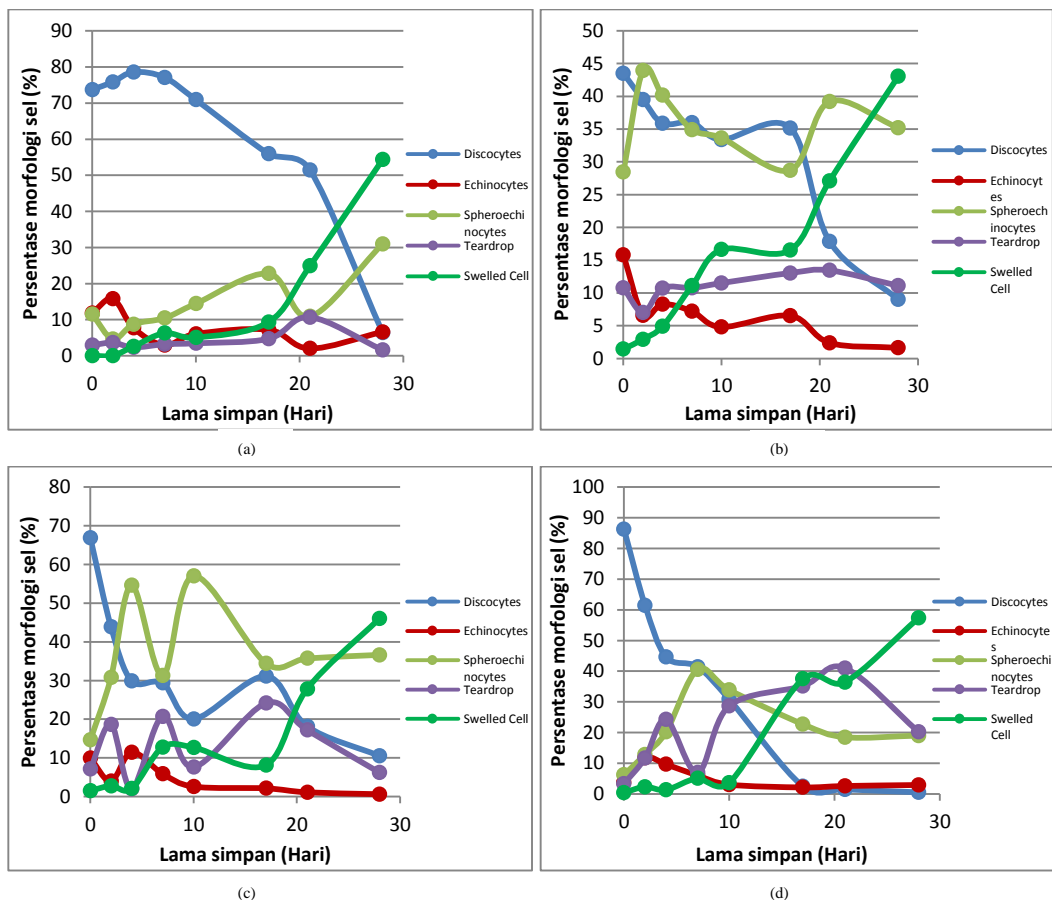 Persentase morfologi sel (%)
90
80
70
60
50
40
30
20
10
0
0
10
20
30
Lama simpan (Hari)
Discocytes
Echinocytes
Spheroechi
nocytes
Teardrop
Swelled Cell
(a)
Persentase morfologi sel (%)
50
45
40
35
30
25
20
15
10
5
0
0
10
20
30
Lama simpan (Hari)
Discocytes
Echinocyt
es
Spheroech
inocytes
Teardrop
Swelled
Cell
(b)
Persentase morfologi sel (%)
80
70
60
50
40
30
20
10
0
0
10
20
30
Lama simpan (Hari)
Discocytes
Echinocytes
Spheroechi
nocytes
Teardrop
Swelled Cell
(c)
Persentase morfologi sel (%)
100
90
80
70
60
50
40
30
20
10
0
0
10
20
30
Lama simpan (Hari)
Discocytes
Echinocyte
s
Spheroechi
nocytes
Teardrop
Swelled
Cell
(d)